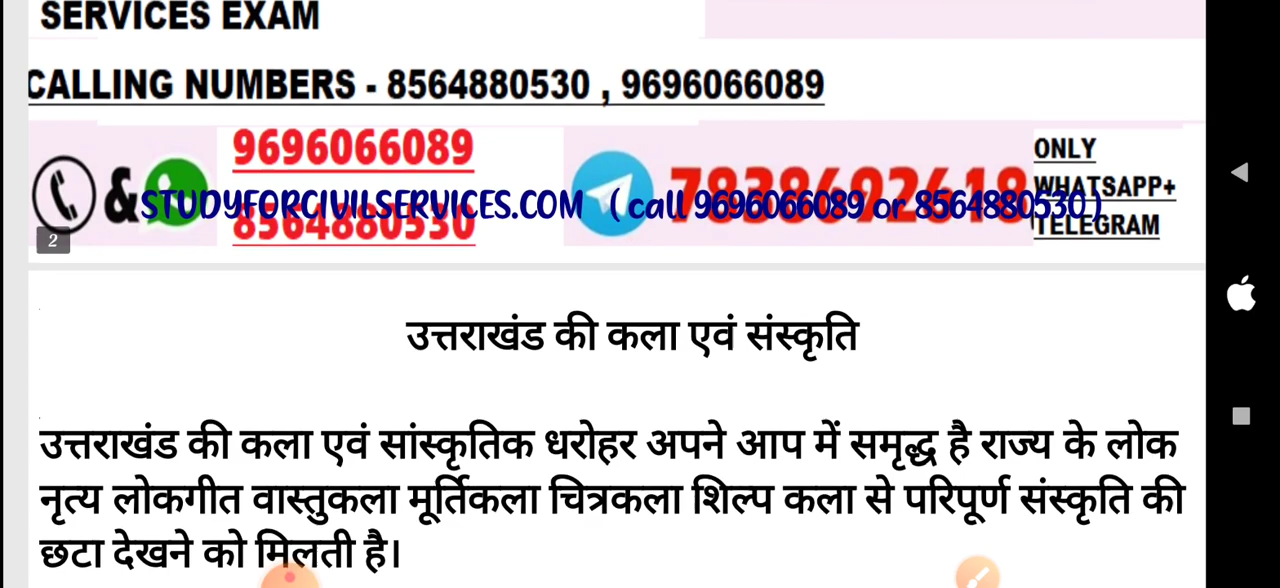 SERVICES EXAM
CALLING NUMBERS - 8564880530 , 9696066089
9696066089
ONLY
& 7838692618 WHATSAPP+
STUDYFORCIVILSERVICES.COM ( call 9696066089 or 8564880530)
8564880530
TELEGRAM
2
उत्तराखंड की कला एवं संस्कृति
उत्तराखंड की कला एवं सांस्कृतिक धरोहर अपने आप में समृद्ध है राज्य के लोक
नृत्य लोकगीत वास्तुकला मूर्तिकला चित्रकला शिल्प कला से परिपूर्ण संस्कृति की
छटा देखने को मिलती है।